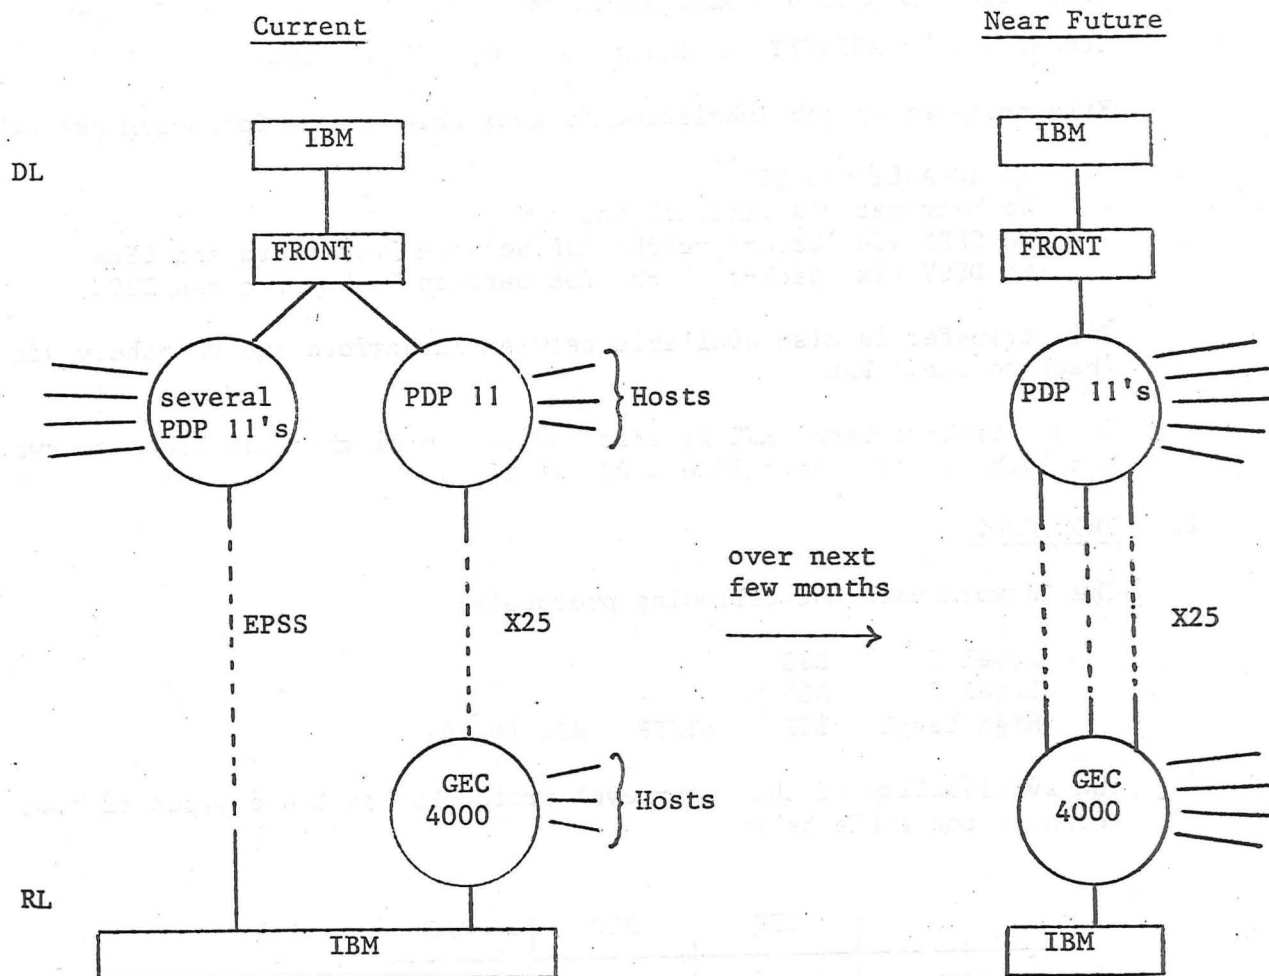 Current
Near Future
DL
IBM
IBM
FRONT
FRONT
several
PDP 11's
PDP 11
Hosts
PDP 11's
over next
few months
EPSS
X25
X25
GEC
4000
Hosts
GEC
4000
RL
IBM
IBM